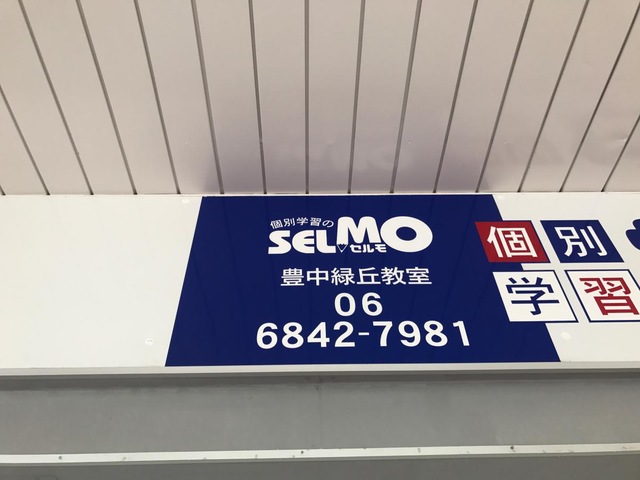 個別学習の
SELMO
セルモ
豊中緑丘教室
06
6842-7981
個別
学習